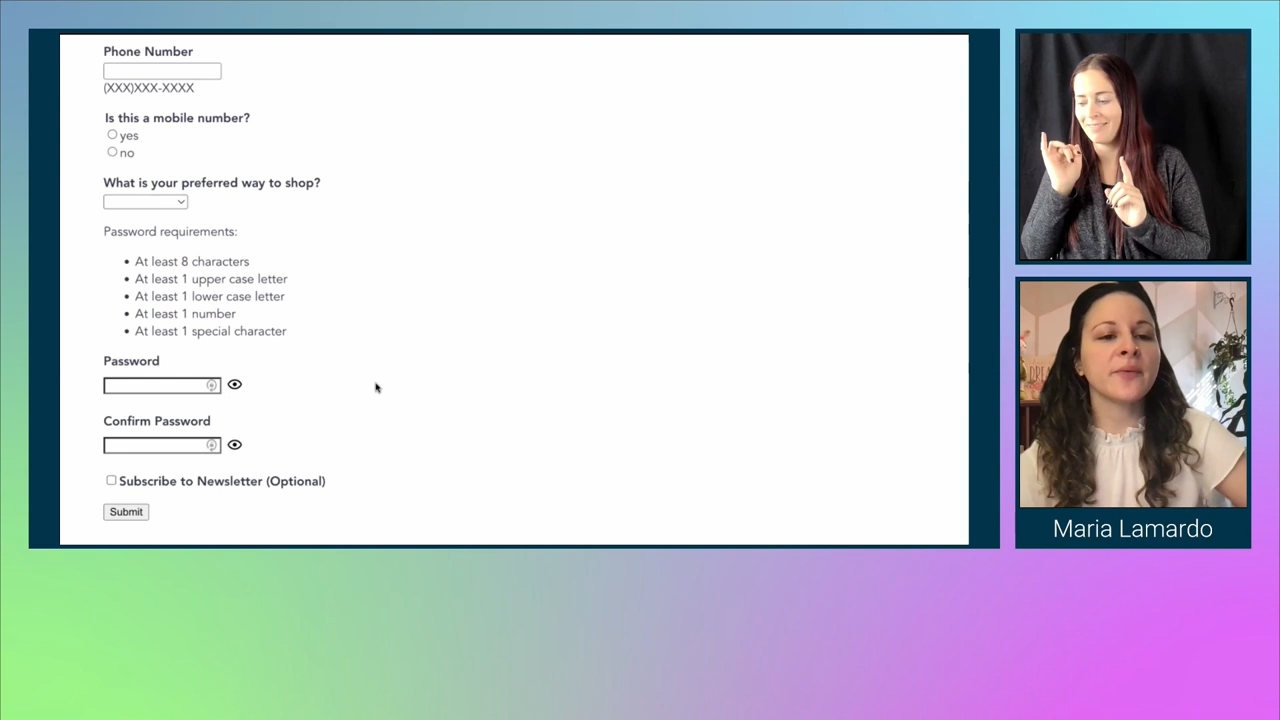 Phone Number
(XXX)XXX-XXXX
Is this a mobile number?
yes
no
What is your preferred way to shop?
Password requirements:
At least 8 characters
At least 1 upper case letter
At least 1 lower case letter
At least 1 number
At least 1 special character
Password
Confirm Password
Subscribe to Newsletter (Optional)
Submit
Maria Lamardo